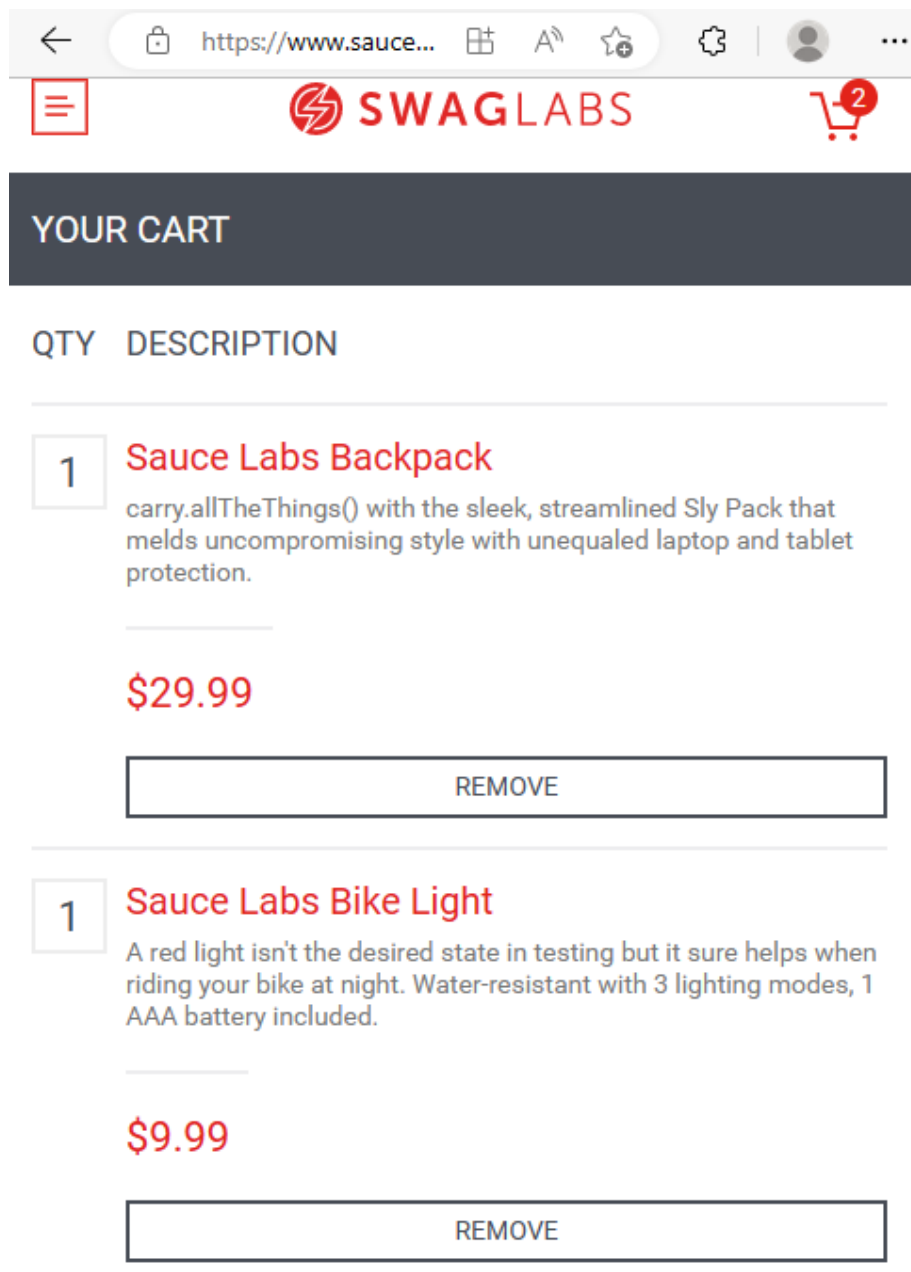 https://www.sauce...
SWAGLABS
2
YOUR CART
QTY DESCRIPTION
1 Sauce Labs Backpack
carry.allTheThings() with the sleek, streamlined Sly Pack that
melds uncompromising style with unequaled laptop and tablet
protection.
$29.99
REMOVE
1 Sauce Labs Bike Light
A red light isn't the desired state in testing but it sure helps when
riding your bike at night. Water-resistant with 3 lighting modes, 1
AAA battery included.
$9.99
REMOVE